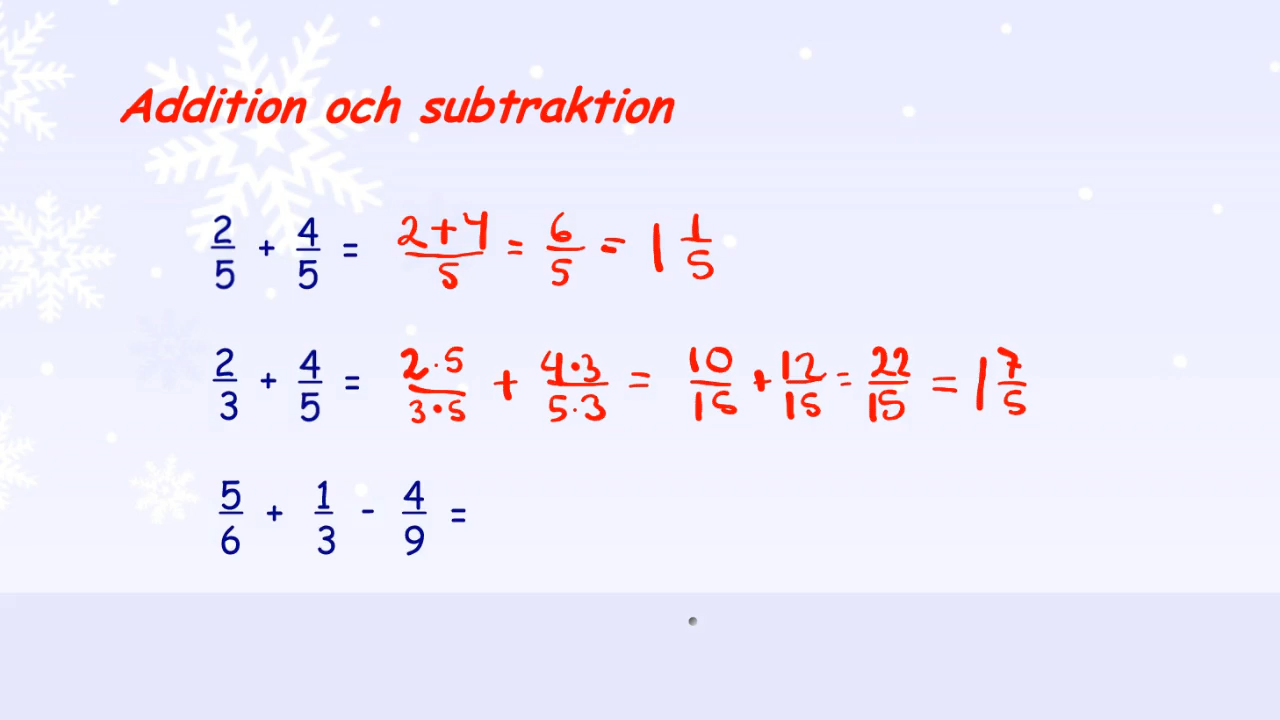 Addition och subtraktion
2/5 + 4/5 = (2+4)/5 = 6/5 = 1 1/5
2/3 + 4/5 = (2·5)/(3·5) + (4·3)/(5·3) = 10/15 + 12/15 = 22/15 = 1 7/5
5/6 + 1/3 - 4/9 =